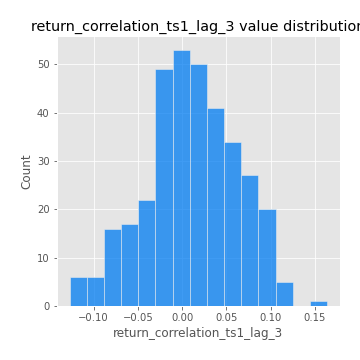 return_correlation_ts1_lag_3 value distribution
50
40
30
20
10
0
Count
−0.10 −0.05 0.00 0.05 0.10 0.15
return_correlation_ts1_lag_3